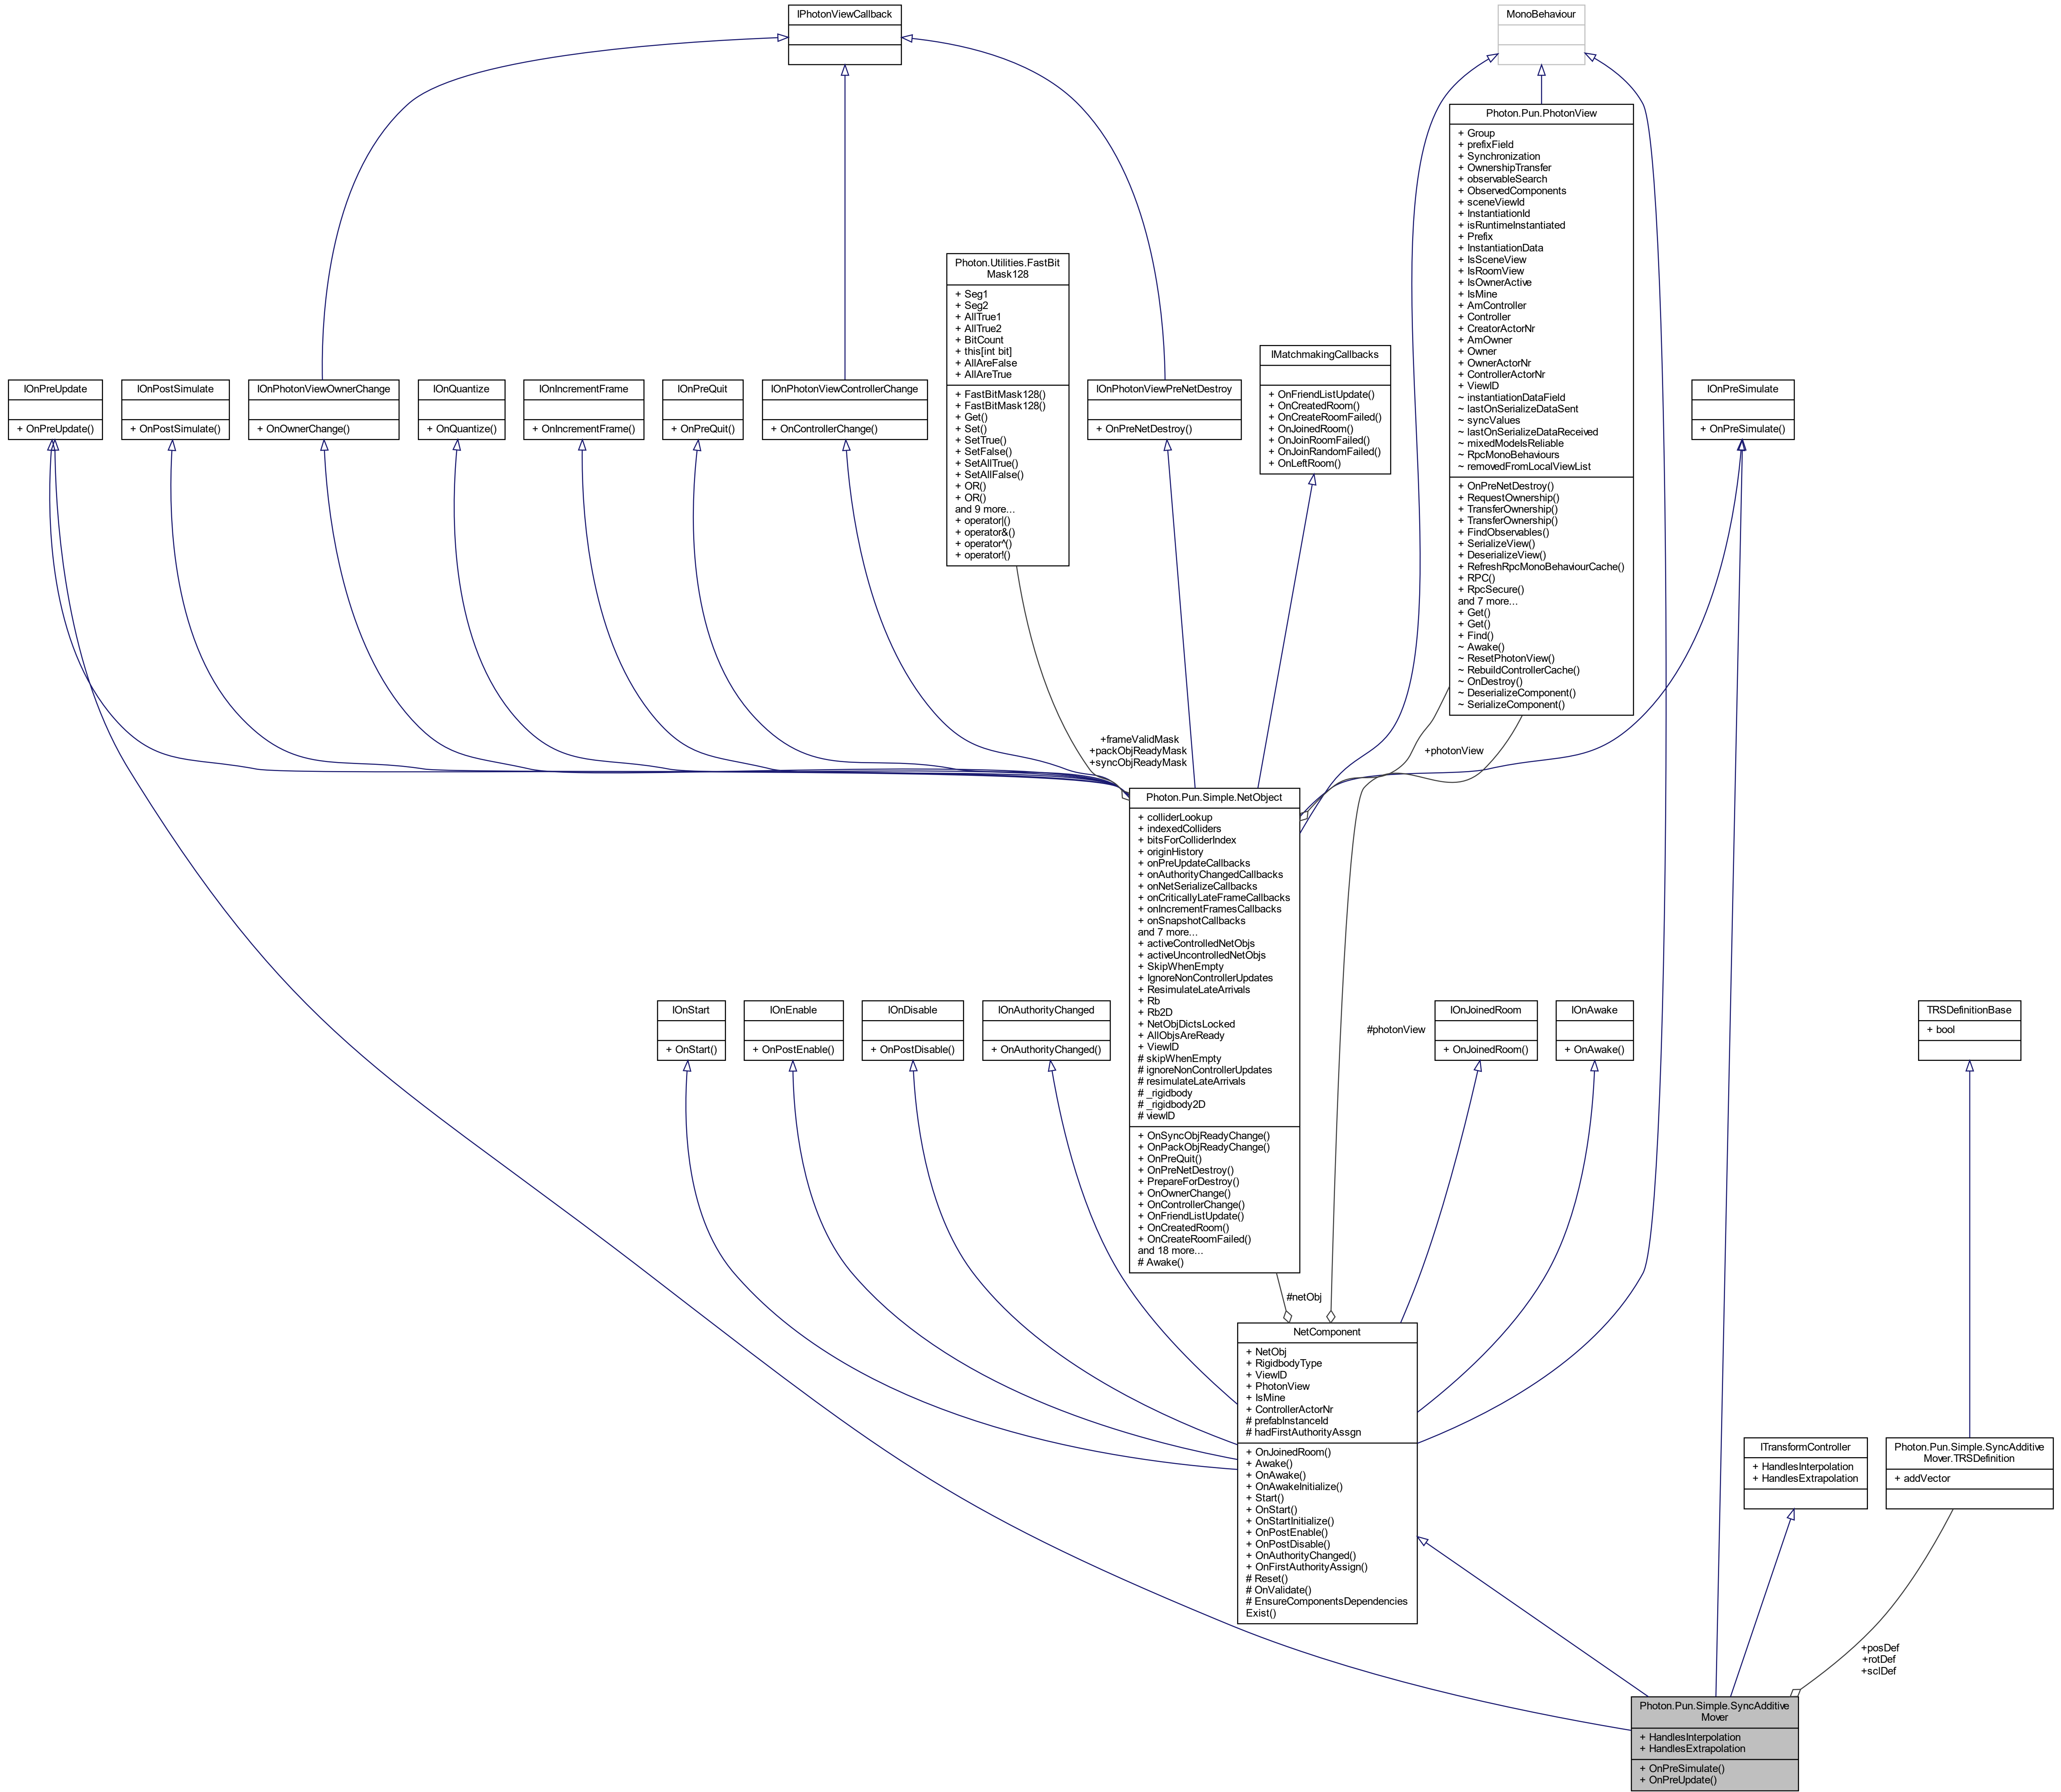 IPhotonViewCallback
MonoBehaviour
Photon.Pun.PhotonView
+ Group
+ prefixField
+ Synchronization
+ OwnershipTransfer
+ observableSearch
+ ObservedComponents
+ sceneViewId
+ InstantiationId
+ isRuntimeInstantiated
+ Prefix
+ InstantiationData
+ IsSceneView
+ IsRoomView
+ IsOwnerActive
+ IsMine
+ AmController
+ Controller
+ CreatorActorNr
+ AmOwner
+ Owner
+ OwnerActorNr
+ ControllerActorNr
+ ViewID
~ instantiationDataField
~ lastOnSerializeDataSent
~ syncValues
~ lastOnSerializeDataReceived
~ mixedModeIsReliable
~ RpcMonoBehaviours
~ removedFromLocalViewList
+ OnPreNetDestroy()
+ RequestOwnership()
+ TransferOwnership()
+ TransferOwnership()
+ FindObservables()
+ SerializeView()
+ DeserializeView()
+ RefreshRpcMonoBehaviourCache()
+ RPC()
+ RpcSecure()
and 7 more...
+ Get()
+ Get()
+ Find()
~ Awake()
~ ResetPhotonView()
~ RebuildControllerCache()
~ OnDestroy()
~ DeserializeComponent()
~ SerializeComponent()
Photon.Utilities.FastBit
Mask128
+ Seg1
+ Seg2
+ AllTrue1
+ AllTrue2
+ BitCount
+ this[int bit]
+ AllAreFalse
+ AllAreTrue
+ FastBitMask128()
+ FastBitMask128()
+ Get()
+ Set()
+ SetTrue()
+ SetFalse()
+ SetAllTrue()
+ SetAllFalse()
+ OR()
+ OR()
and 9 more...
+ operator|()
+ operator&()
+ operator^()
+ operator!()
IMatchmakingCallbacks
+ OnFriendListUpdate()
+ OnCreatedRoom()
+ OnCreateRoomFailed()
+ OnJoinedRoom()
+ OnJoinRoomFailed()
+ OnJoinRandomFailed()
+ OnLeftRoom()
IOnPreUpdate
+ OnPreUpdate()
IOnPostSimulate
+ OnPostSimulate()
IOnPhotonViewOwnerChange
+ OnOwnerChange()
IOnQuantize
+ OnQuantize()
IOnIncrementFrame
+ OnIncrementFrame()
IOnPreQuit
+ OnPreQuit()
IOnPhotonViewControllerChange
+ OnControllerChange()
IOnPhotonViewPreNetDestroy
+ OnPreNetDestroy()
IOnPreSimulate
+ OnPreSimulate()
+frameValidMask
+packObjReadyMask
+syncObjReadyMask
+photonView
Photon.Pun.Simple.NetObject
+ colliderLookup
+ indexedColliders
+ bitsForColliderIndex
+ originHistory
+ onPreUpdateCallbacks
+ onAuthorityChangedCallbacks
+ onNetSerializeCallbacks
+ onCriticallyLateFrameCallbacks
+ onIncrementFramesCallbacks
+ onSnapshotCallbacks
and 7 more...
+ activeControlledNetObjs
+ activeUncontrolledNetObjs
+ SkipWhenEmpty
+ IgnoreNonControllerUpdates
+ ResimulateLateArrivals
+ Rb
+ Rb2D
+ NetObjDictsLocked
+ AllObjsAreReady
+ ViewID
# skipWhenEmpty
# ignoreNonControllerUpdates
# resimulateLateArrivals
# _rigidbody
# _rigidbody2D
# viewID
+ OnSyncObjReadyChange()
+ OnPackObjReadyChange()
+ OnPreQuit()
+ OnPreNetDestroy()
+ PrepareForDestroy()
+ OnOwnerChange()
+ OnControllerChange()
+ OnFriendListUpdate()
+ OnCreatedRoom()
+ OnCreateRoomFailed()
and 18 more...
# Awake()
IOnStart
+ OnStart()
IOnEnable
+ OnPostEnable()
IOnDisable
+ OnPostDisable()
IOnAuthorityChanged
+ OnAuthorityChanged()
#photonView
IOnJoinedRoom
+ OnJoinedRoom()
IOnAwake
+ OnAwake()
TRSDefinitionBase
+ bool
#netObj
NetComponent
+ NetObj
+ RigidbodyType
+ ViewID
+ PhotonView
+ IsMine
+ ControllerActorNr
# prefabInstanceId
# hadFirstAuthorityAssgn
+ OnJoinedRoom()
+ Awake()
+ OnAwake()
+ OnAwakeInitialize()
+ Start()
+ OnStart()
+ OnStartInitialize()
+ OnPostEnable()
+ OnPostDisable()
+ OnAuthorityChanged()
+ OnFirstAuthorityAssign()
# Reset()
# OnValidate()
# EnsureComponentsDependencies
Exist()
ITransformController
+ HandlesInterpolation
+ HandlesExtrapolation
Photon.Pun.Simple.SyncAdditive
Mover.TRSDefinition
+ addVector
+posDef
+rotDef
+sclDef
Photon.Pun.Simple.SyncAdditive
Mover
+ HandlesInterpolation
+ HandlesExtrapolation
+ OnPreSimulate()
+ OnPreUpdate()